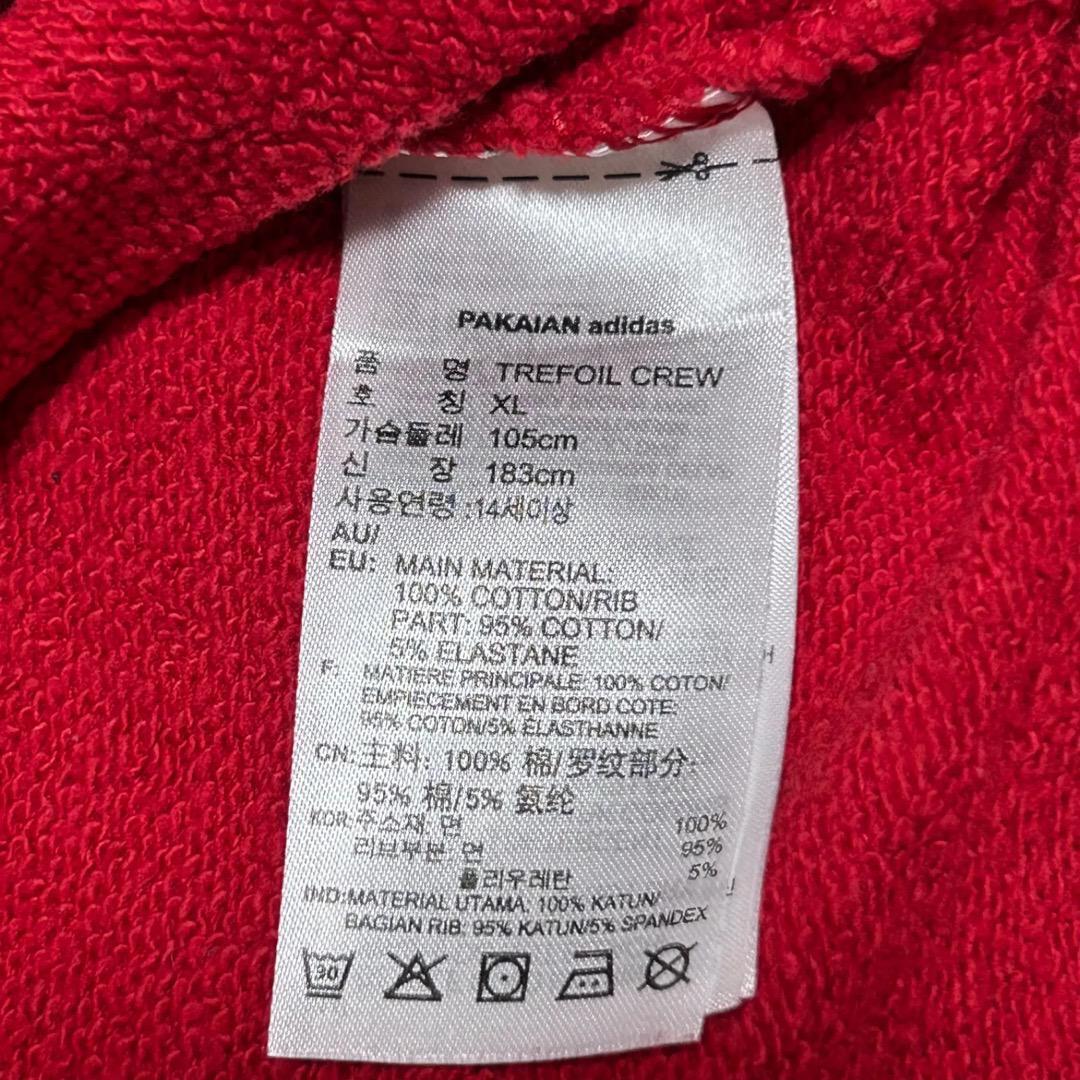 PAKAIAN adidas
품 명 TREFOIL CREW
호 칭 XL
가슴둘레 105cm
신 장 183cm
사용연령 :14세이상
AU/
EU: MAIN MATERIAL:
100% COTTON/RIB
PART: 95% COTTON/
5% ELASTANE
F: MATIERE PRINCIPALE: 100% COTON/
EMPIECEMENT EN BORD COTE:
95% COTON/5% ÉLASTHANNE
CN: 主料: 100% 棉/罗纹部分:
95% 棉/5% 氨纶
KOR: 주소재: 면 100%
리브부분: 면 95%
폴리우레탄 5%
IND:MATERIAL UTAMA: 100% KATUN/
BAGIAN RIB: 95% KATUN/5% SPANDEX
30